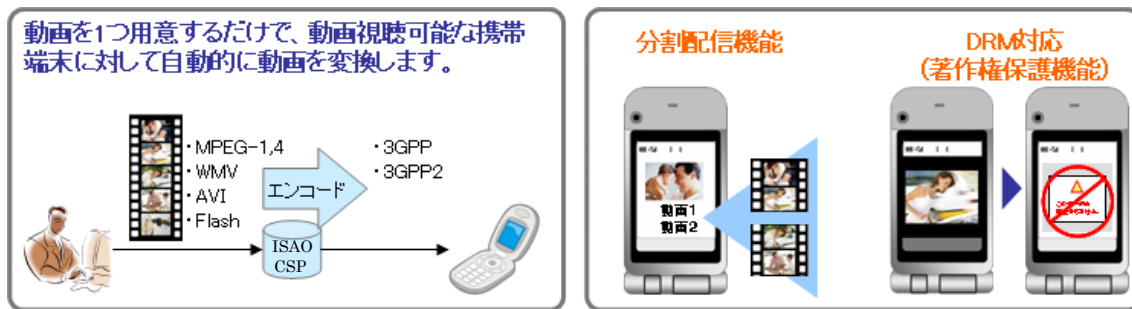 動画を1つ用意するだけで、動画視聴可能な携帯
端末に対して自動的に動画を変換します。
・MPEG-1,4
・WMV
・AVI
・Flash
エンコード
・3GPP
・3GPP2
ISAO
CSP
分割配信機能
動画1
動画2
DRM対応
(著作権保護機能)